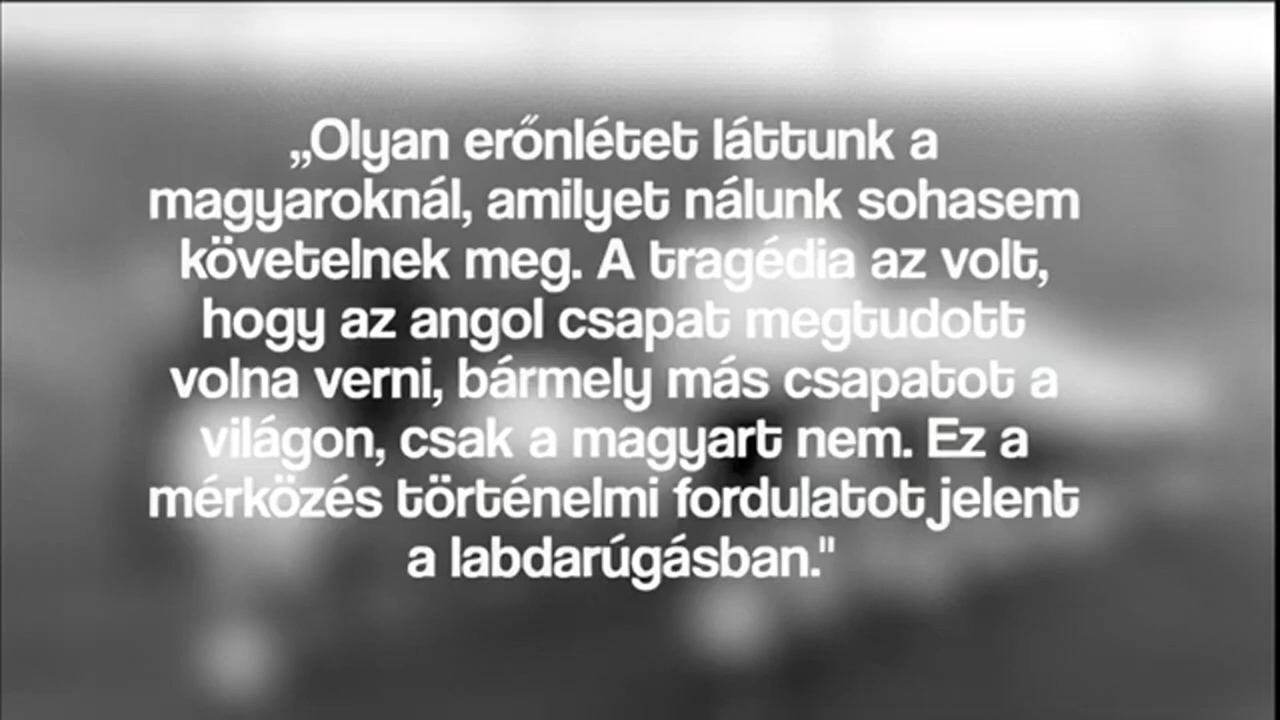 „Olyan erőnlétet láttunk a
magyaroknál, amilyet nálunk sohasem
követelnek meg. A tragédia az volt,
hogy az angol csapat megtudott
volna verni, bármely más csapatot a
világon, csak a magyart nem. Ez a
mérkőzés történelmi fordulatot jelent
a labdarúgásban."